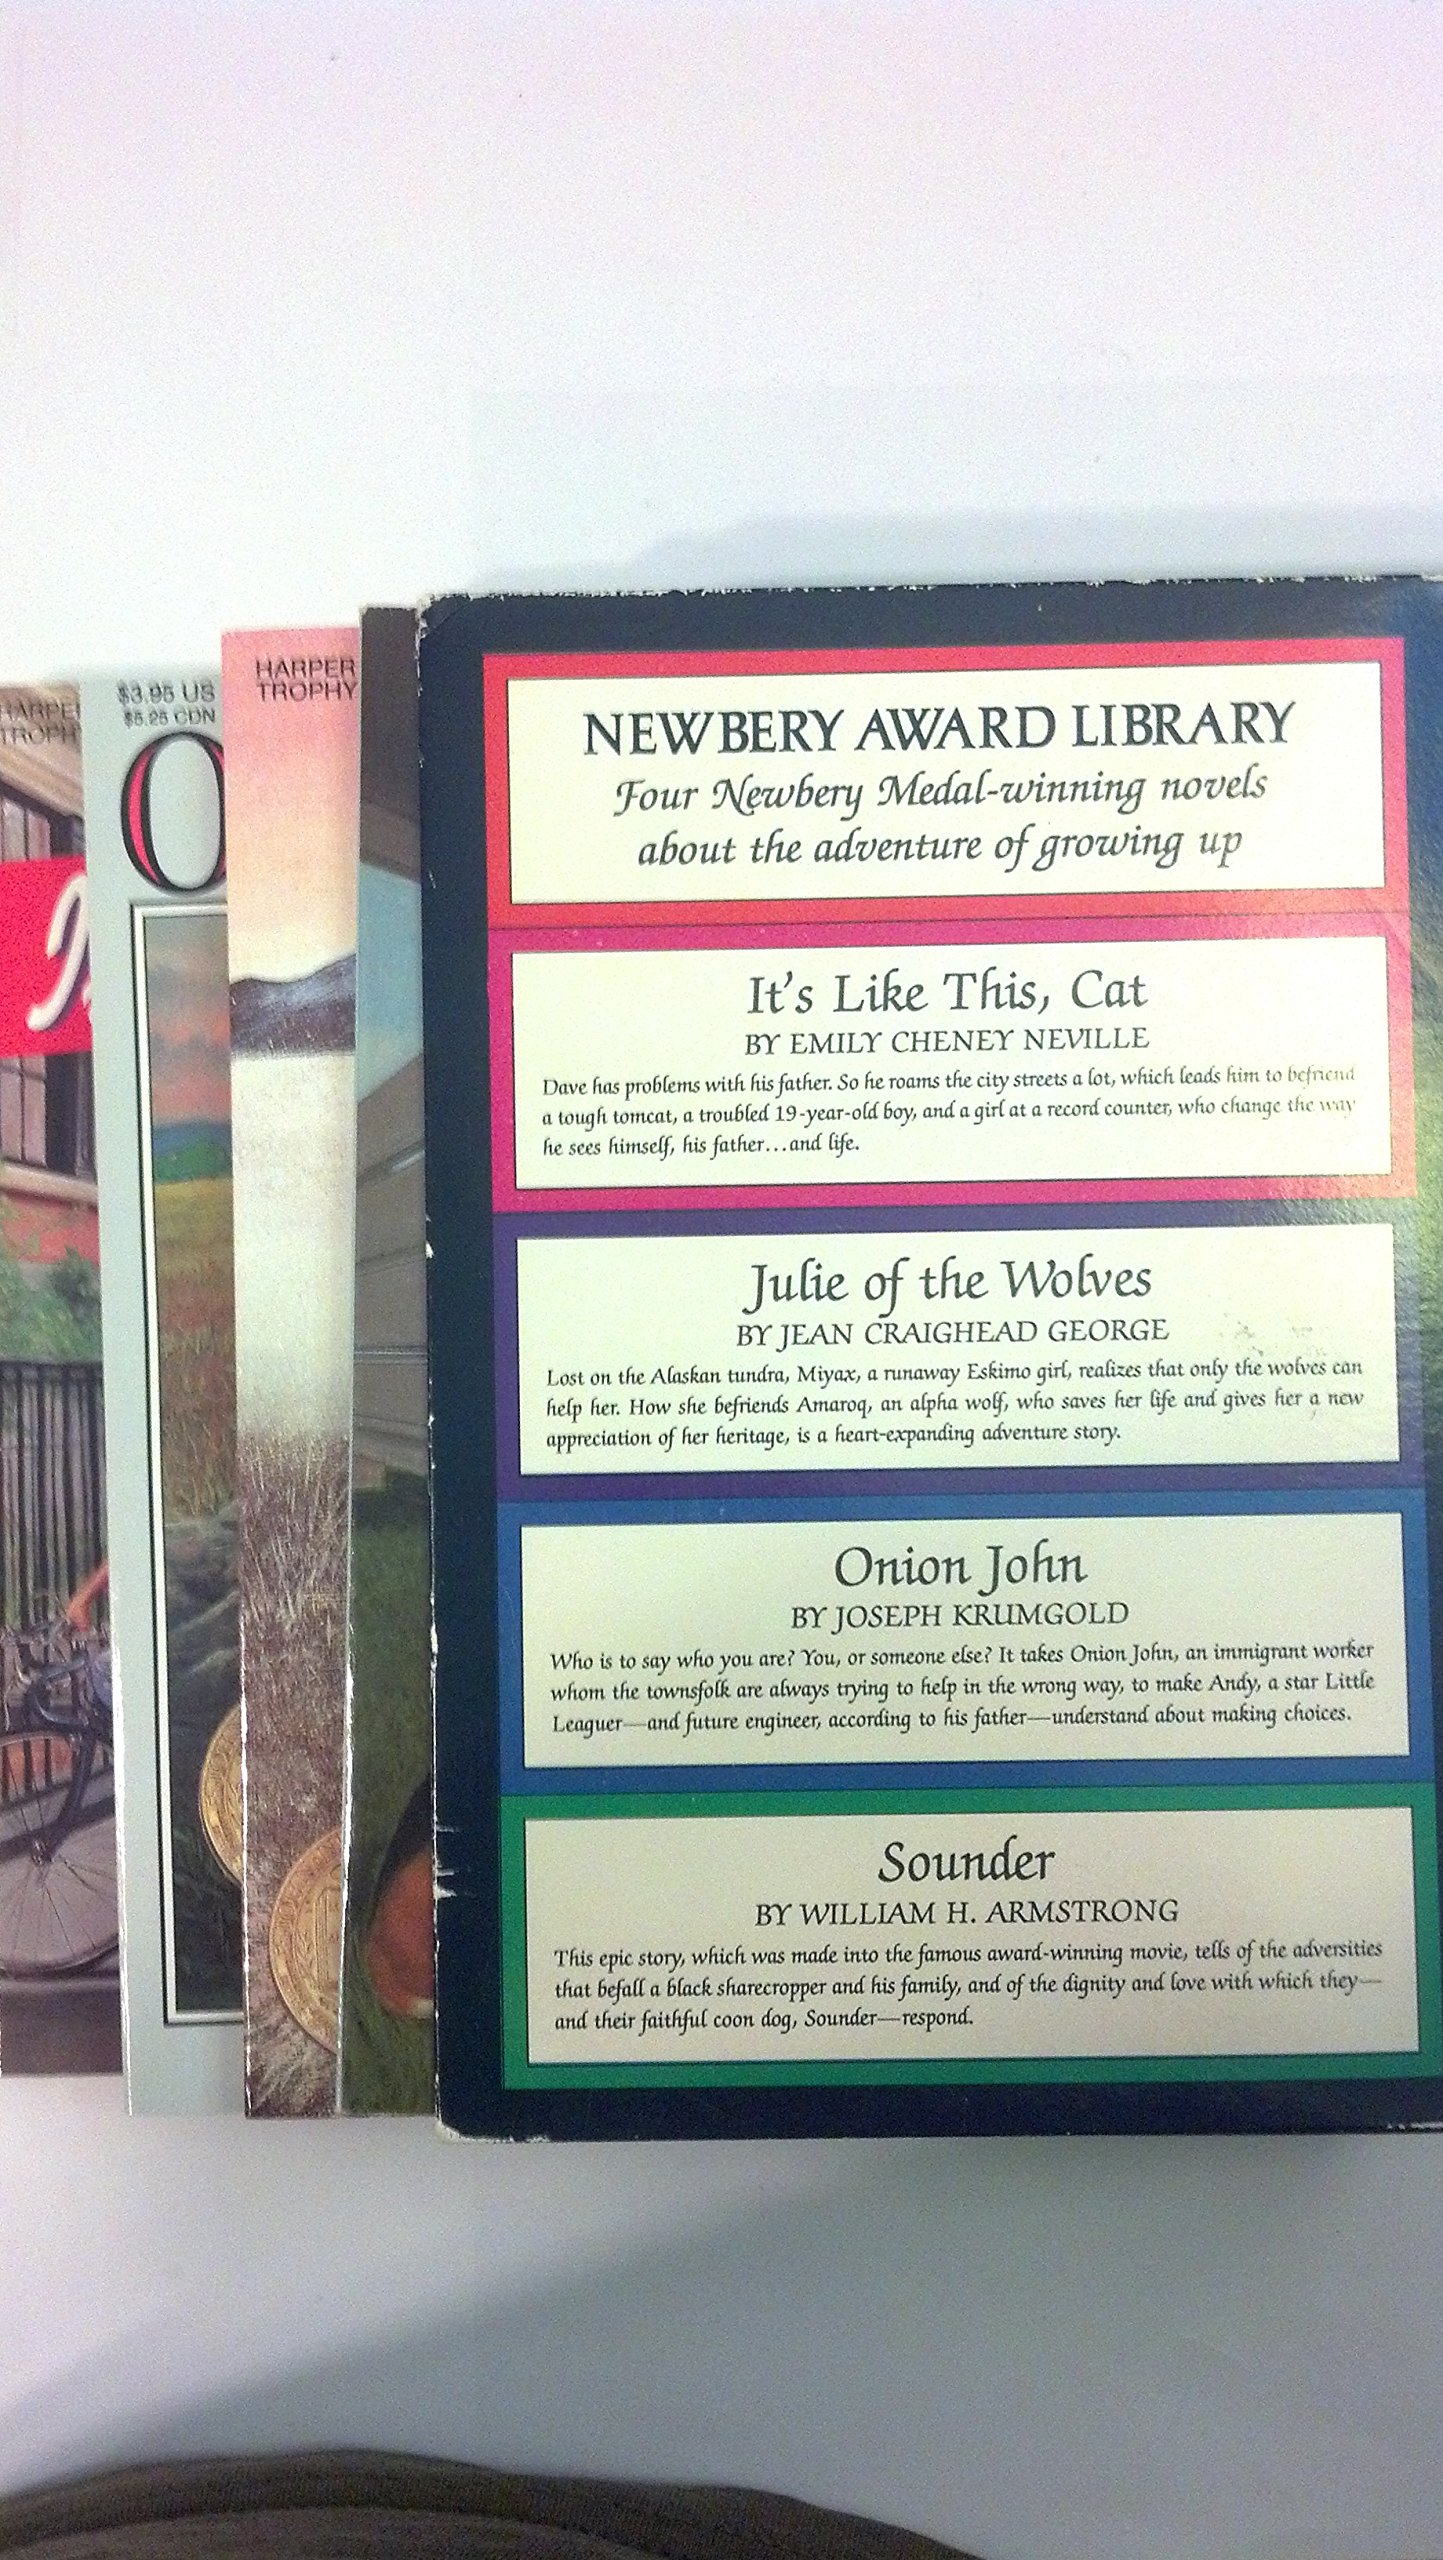 HARPER
TROPHY
$3.95 US
$5.25 CDN
O
HARPER
TROPHY
NEWBERY AWARD LIBRARY
Four Newbery Medal-winning novels
about the adventure of growing up
It's Like This, Cat
BY EMILY CHENEY NEVILLE
Dave has problems with his father. So he roams the city streets a lot, which leads him to befriend
a tough tomcat, a troubled 19-year-old boy, and a girl at a record counter, who change the way
he sees himself, his father...and life.
Julie of the Wolves
BY JEAN CRAIGHEAD GEORGE
Lost on the Alaskan tundra, Miyax, a runaway Eskimo girl, realizes that only the wolves can
help her. How she befriends Amaroq, an alpha wolf, who saves her life and gives her a new
appreciation of her heritage, is a heart-expanding adventure story.
Onion John
BY JOSEPH KRUMGOLD
Who is to say who you are? You, or someone else? It takes Onion John, an immigrant worker
whom the townsfolk are always trying to help in the wrong way, to make Andy, a star Little
Leaguer—and future engineer, according to his father—understand about making choices.
Sounder
BY WILLIAM H. ARMSTRONG
This epic story, which was made into the famous award-winning movie, tells of the adversities
that befall a black sharecropper and his family, and of the dignity and love with which they—
and their faithful coon dog, Sounder—respond.